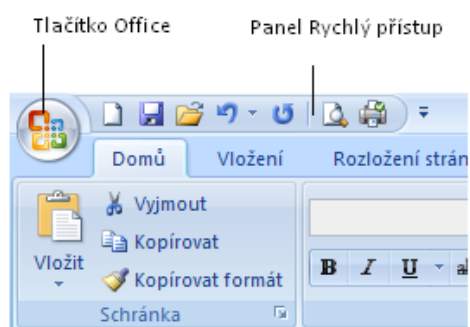 Tlačítko Office
Panel Rychlý přístup
Domů
Vložení
Rozložení strán
Vložit
Vyjmout
Kopírovat
Kopírovat formát
B I U
Schránka